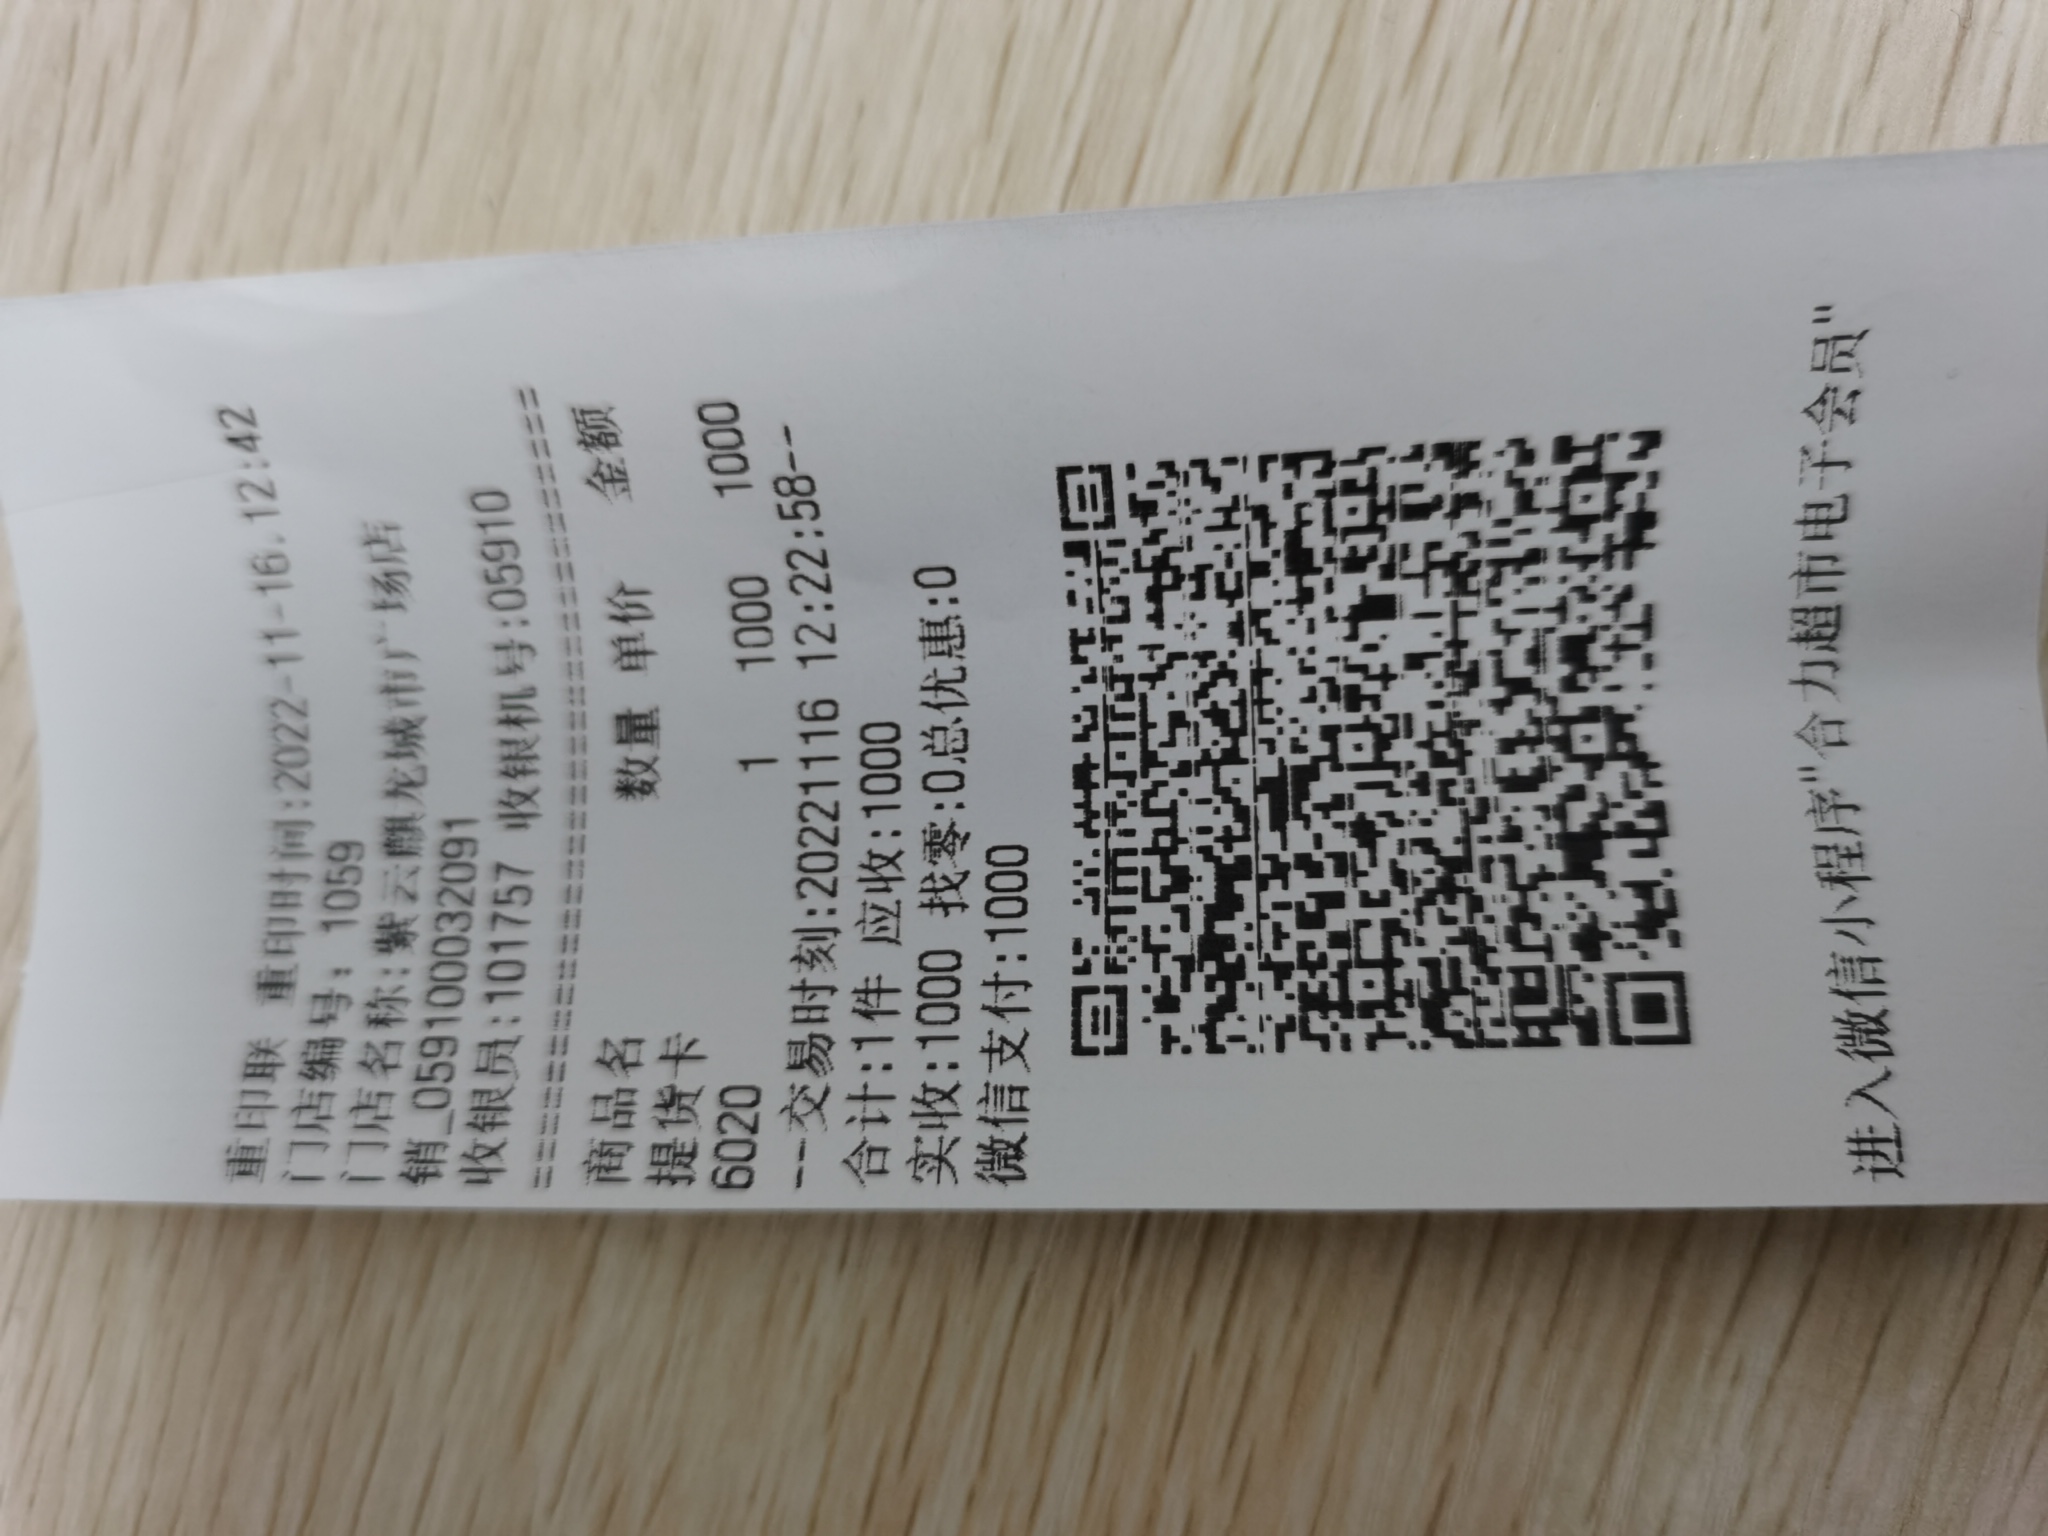 重印联 重印时间:2022-11-16.12:42
门店编号：1059
门店名称:紫云麒龙城市广场店
销_0591000032091
收银员:101757 收银机号:05910
======================================
商品名 数量 单价 金额
提货卡
6020 1 1000 1000
---交易时刻:20221116 12:22:58--
合计:1件 应收:1000
实收:1000 找零:0总优惠:0
微信支付:1000
进入微信小程序"合力超市电子会员"